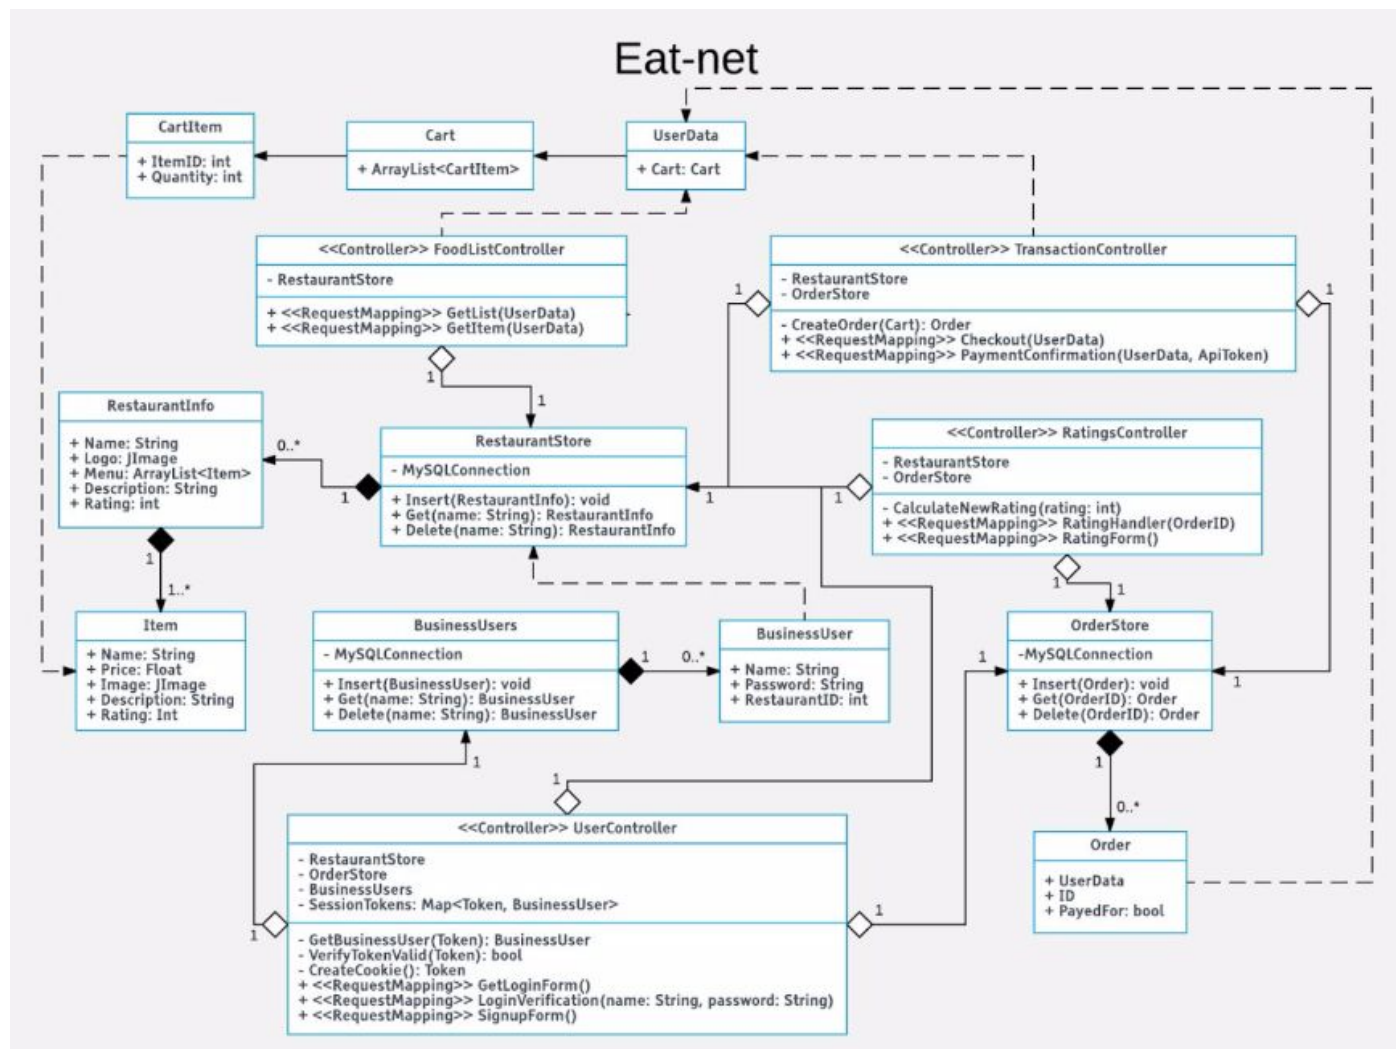 Eat-net
CartItem
+ ItemID: int
+ Quantity: int
Cart
+ ArrayList<CartItem>
UserData
+ Cart: Cart
<<Controller>> FoodListController
- RestaurantStore
+ <<RequestMapping>> GetList(UserData)
+ <<RequestMapping>> GetItem(UserData)
1
1
<<Controller>> TransactionController
- RestaurantStore
- OrderStore
- CreateOrder(Cart): Order
+ <<RequestMapping>> Checkout(UserData)
+ <<RequestMapping>> PaymentConfirmation(UserData, ApiToken)
1
1
RestaurantInfo
+ Name: String
+ Logo: JImage
+ Menu: ArrayList<Item>
+ Description: String
+ Rating: int
0..*
1
1
1..*
RestaurantStore
- MySQLConnection
+ Insert(RestaurantInfo): void
+ Get(name: String): RestaurantInfo
+ Delete(name: String): RestaurantInfo
1
1
<<Controller>> RatingsController
- RestaurantStore
- OrderStore
- CalculateNewRating(rating: int)
+ <<RequestMapping>> RatingHandler(OrderID)
+ <<RequestMapping>> RatingForm()
1
1
Item
+ Name: String
+ Price: Float
+ Image: JImage
+ Description: String
+ Rating: Int
BusinessUsers
- MySQLConnection
+ Insert(BusinessUser): void
+ Get(name: String): BusinessUser
+ Delete(name: String): BusinessUser
1
0..*
BusinessUser
+ Name: String
+ Password: String
+ RestaurantID: int
OrderStore
-MySQLConnection
+ Insert(Order): void
+ Get(OrderID): Order
+ Delete(OrderID): Order
1
1
1
0..*
1
1
<<Controller>> UserController
- RestaurantStore
- OrderStore
- BusinessUsers
- SessionTokens: Map<Token, BusinessUser>
- GetBusinessUser(Token): BusinessUser
- VerifyTokenValid(Token): bool
- CreateCookie(): Token
+ <<RequestMapping>> GetLoginForm()
+ <<RequestMapping>> LoginVerification(name: String, password: String)
+ <<RequestMapping>> SignupForm()
1
1
Order
+ UserData
+ ID
+ PayedFor: bool